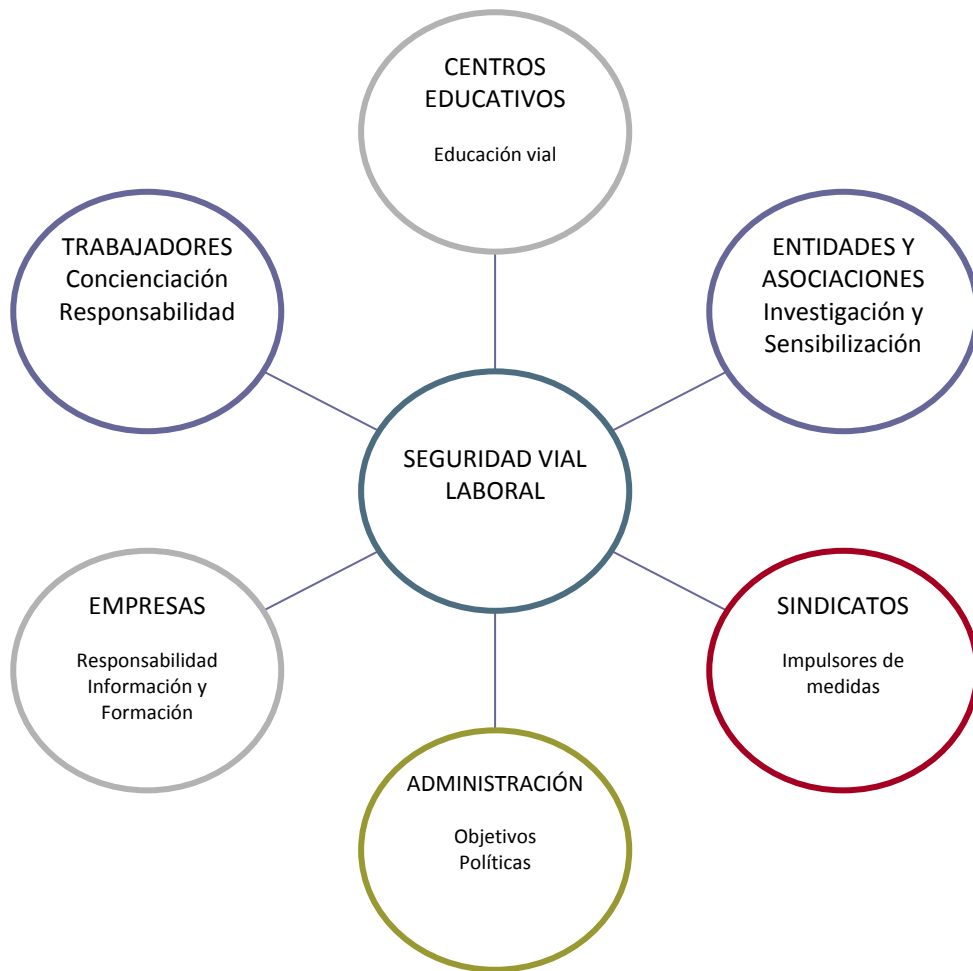 CENTROS
EDUCATIVOS
Educación vial
TRABAJADORES
Concienciación
Responsabilidad
ENTIDADES Y
ASOCIACIONES
Investigación y
Sensibilización
SEGURIDAD VIAL
LABORAL
EMPRESAS
Responsabilidad
Información y
Formación
SINDICATOS
Impulsores de
medidas
ADMINISTRACIÓN
Objetivos
Políticas